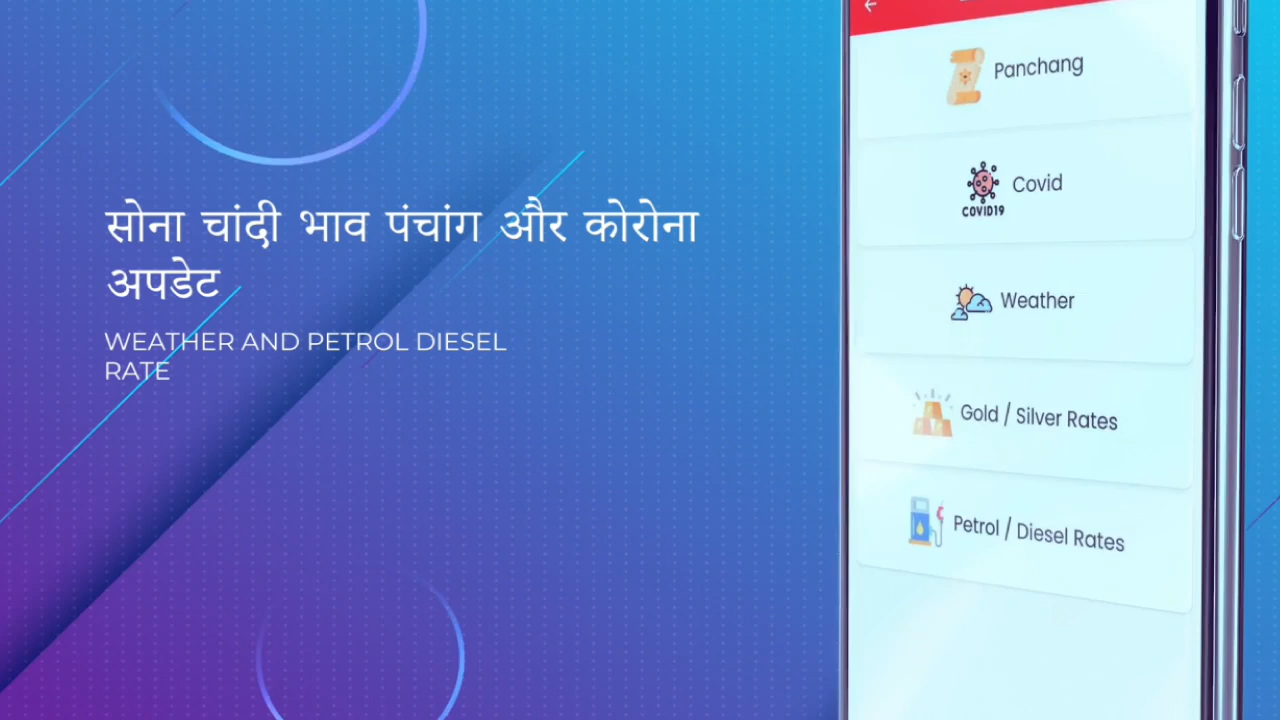 सोना चांदी भाव पंचांग और कोरोना
अपडेट
WEATHER AND PETROL DIESEL
RATE
Panchang
Covid
COVID19
Weather
Gold / Silver Rates
Petrol / Diesel Rates